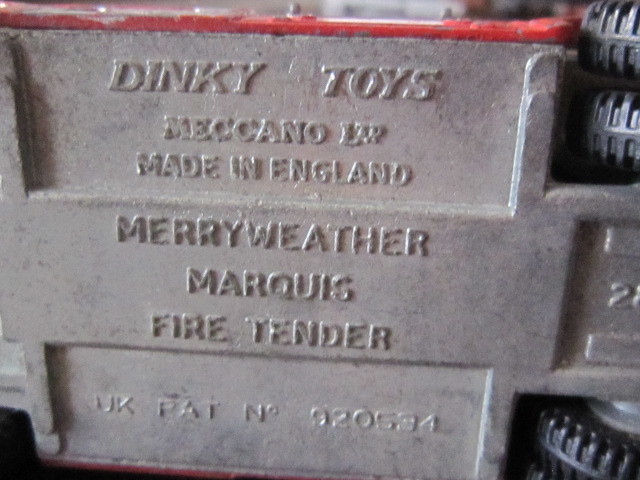 DINKY TOYS
MECCANO LTD
MADE IN ENGLAND
MERRYWEATHER
MARQUIS
FIRE TENDER
UK PAT Nº 920534